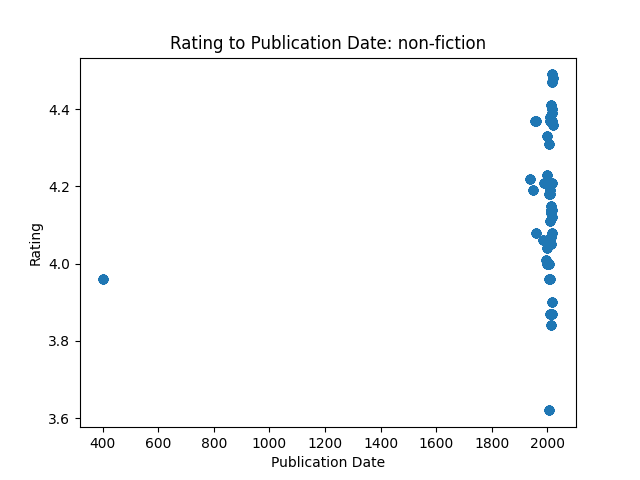 Rating to Publication Date: non-fiction
4.4
4.2
4.0
3.8
3.6
Rating
400 600 800 1000 1200 1400 1600 1800 2000
Publication Date